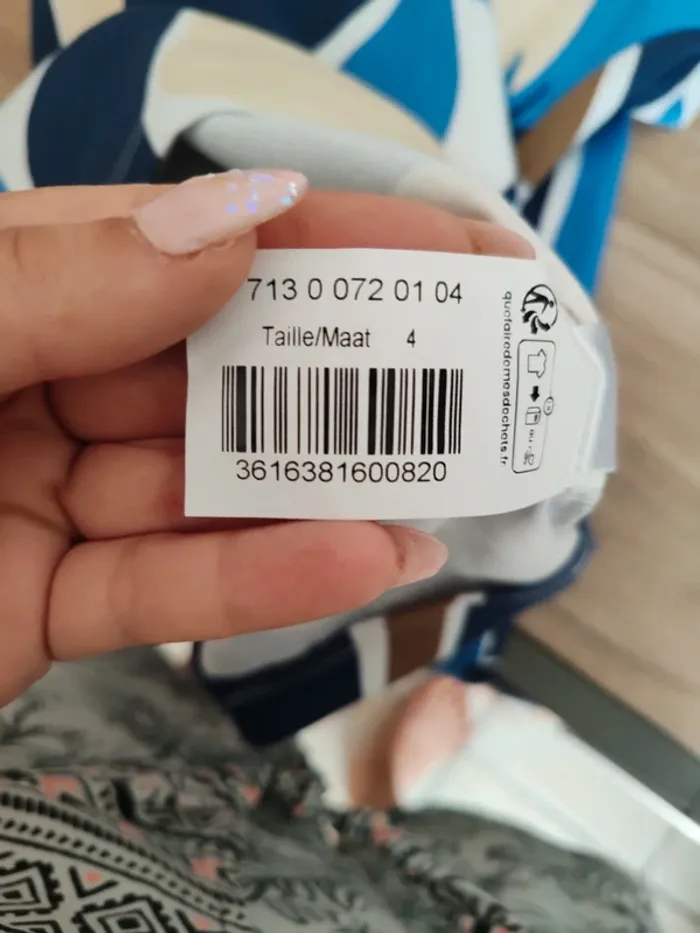 713 0 072 01 04
Taille/Maat 4
3616381600820
quefairedemesdechets.fr